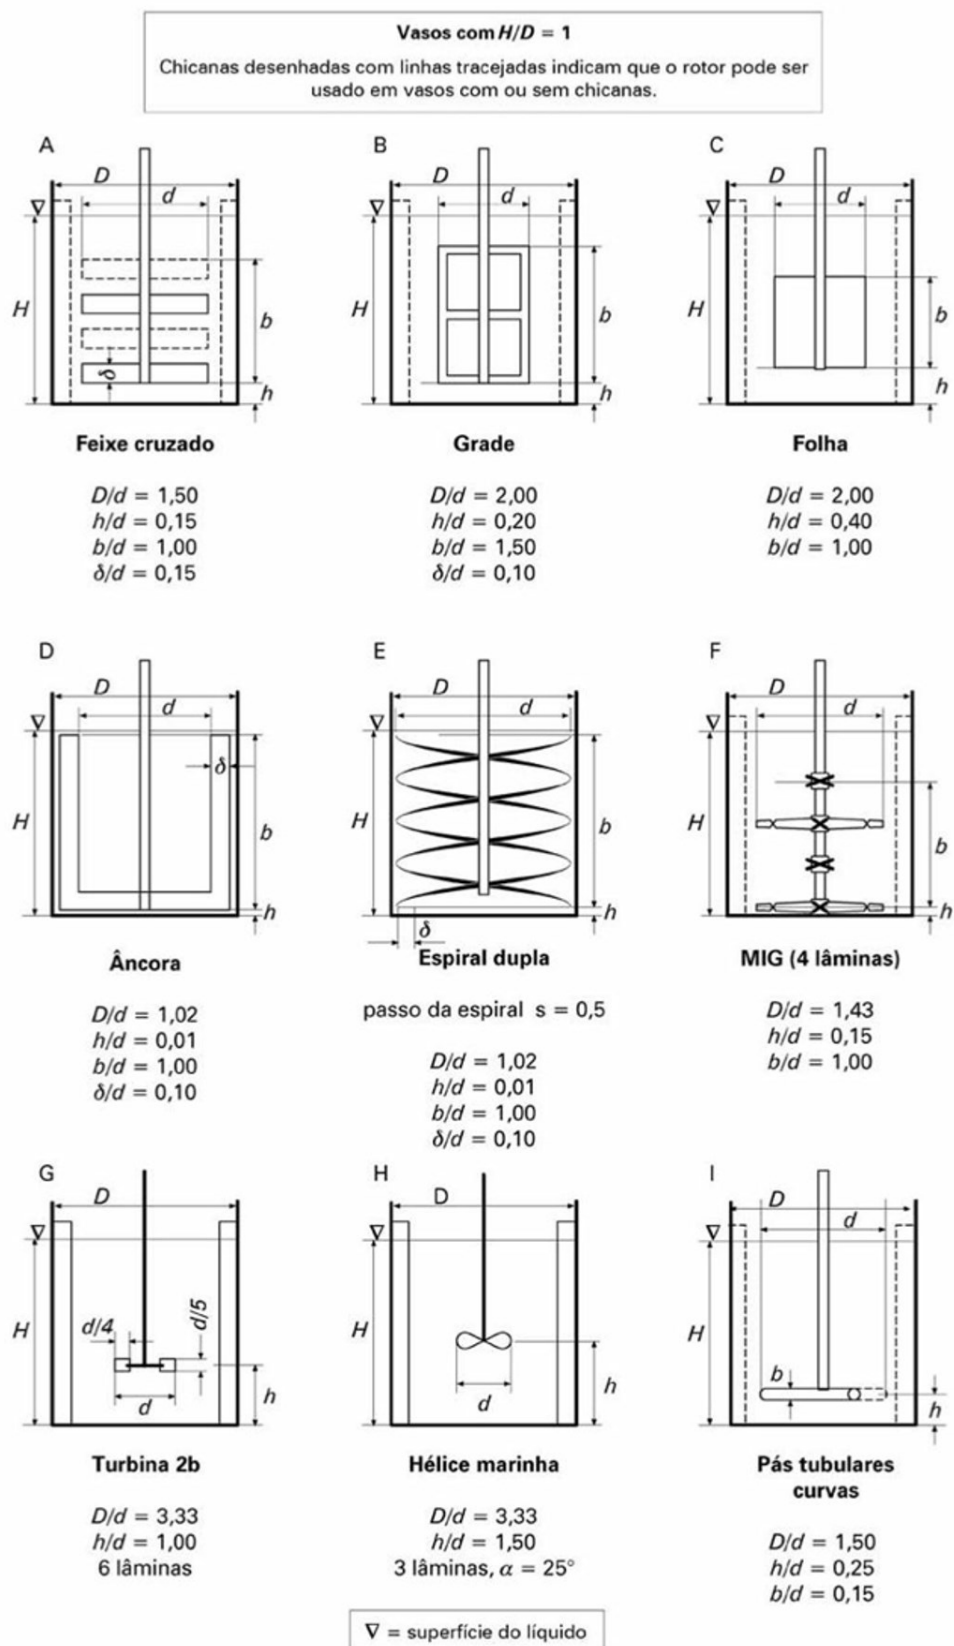 Vasos com H/D = 1
Chicanas desenhadas com linhas tracejadas indicam que o rotor pode ser
usado em vasos com ou sem chicanas.
A
D
d
∇
H
b
δ
h
Feixe cruzado
D/d = 1,50
h/d = 0,15
b/d = 1,00
δ/d = 0,15
B
D
d
∇
H
b
h
Grade
D/d = 2,00
h/d = 0,20
b/d = 1,50
δ/d = 0,10
C
D
d
∇
H
b
h
Folha
D/d = 2,00
h/d = 0,40
b/d = 1,00
D
D
d
∇
δ
H
b
h
Âncora
D/d = 1,02
h/d = 0,01
b/d = 1,00
δ/d = 0,10
E
D
d
∇
H
b
h
δ
Espiral dupla
passo da espiral s = 0,5
D/d = 1,02
h/d = 0,01
b/d = 1,00
δ/d = 0,10
F
D
d
∇
H
b
h
MIG (4 lâminas)
D/d = 1,43
h/d = 0,15
b/d = 1,00
G
D
∇
H
d/4
d/5
d
h
Turbina 2b
D/d = 3,33
h/d = 1,00
6 lâminas
H
D
∇
H
d
h
Hélice marinha
D/d = 3,33
h/d = 1,50
3 lâminas, α = 25°
I
D
d
∇
H
b
h
Pás tubulares
curvas
D/d = 1,50
h/d = 0,25
b/d = 0,15
∇ = superfície do líquido